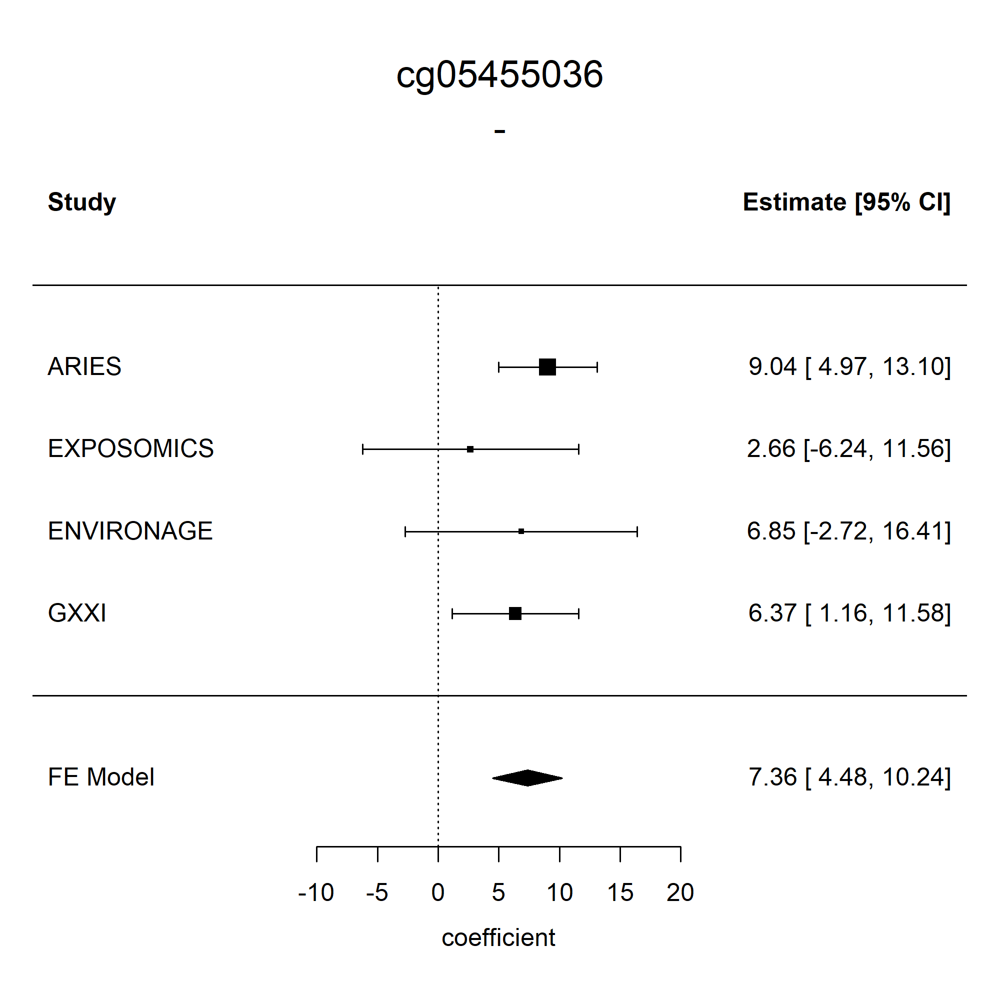 cg05455036
-
Study Estimate [95% CI]
ARIES 9.04 [ 4.97, 13.10]
EXPOSOMICS 2.66 [-6.24, 11.56]
ENVIRONAGE 6.85 [-2.72, 16.41]
GXXI 6.37 [ 1.16, 11.58]
FE Model 7.36 [ 4.48, 10.24]
-10 -5 0 5 10 15 20
coefficient